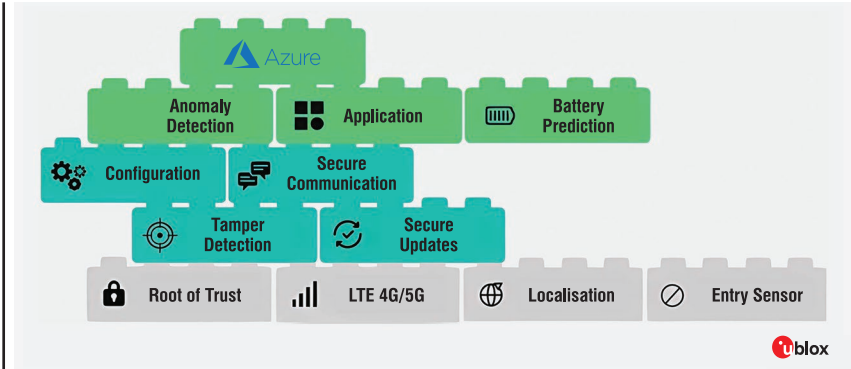 Azure
Anomaly
Detection
Application
Battery
Prediction
Configuration
Secure
Communication
Tamper
Detection
Secure
Updates
Root of Trust
LTE 4G/5G
Localisation
Entry Sensor
ublox